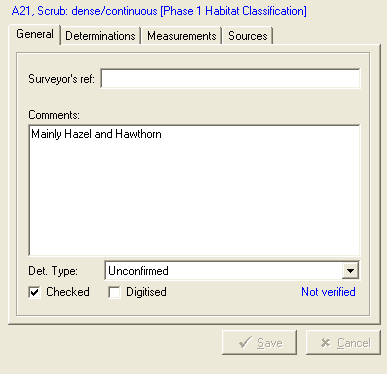 A21, Scrub: dense/continuous [Phase 1 Habitat Classification]
General Determinations Measurements Sources
Surveyor's ref:
Comments:
Mainly Hazel and Hawthorn
Det. Type: Unconfirmed
Checked Digitised Not verified
Save Cancel